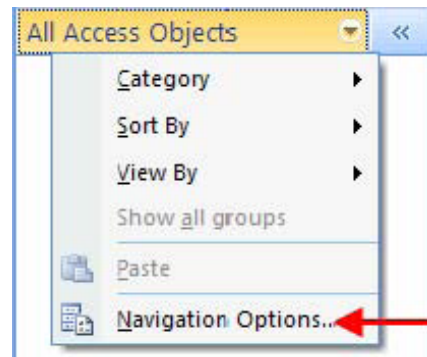 All Access Objects «
Category
Sort By
View By
Show all groups
Paste
Navigation Options...